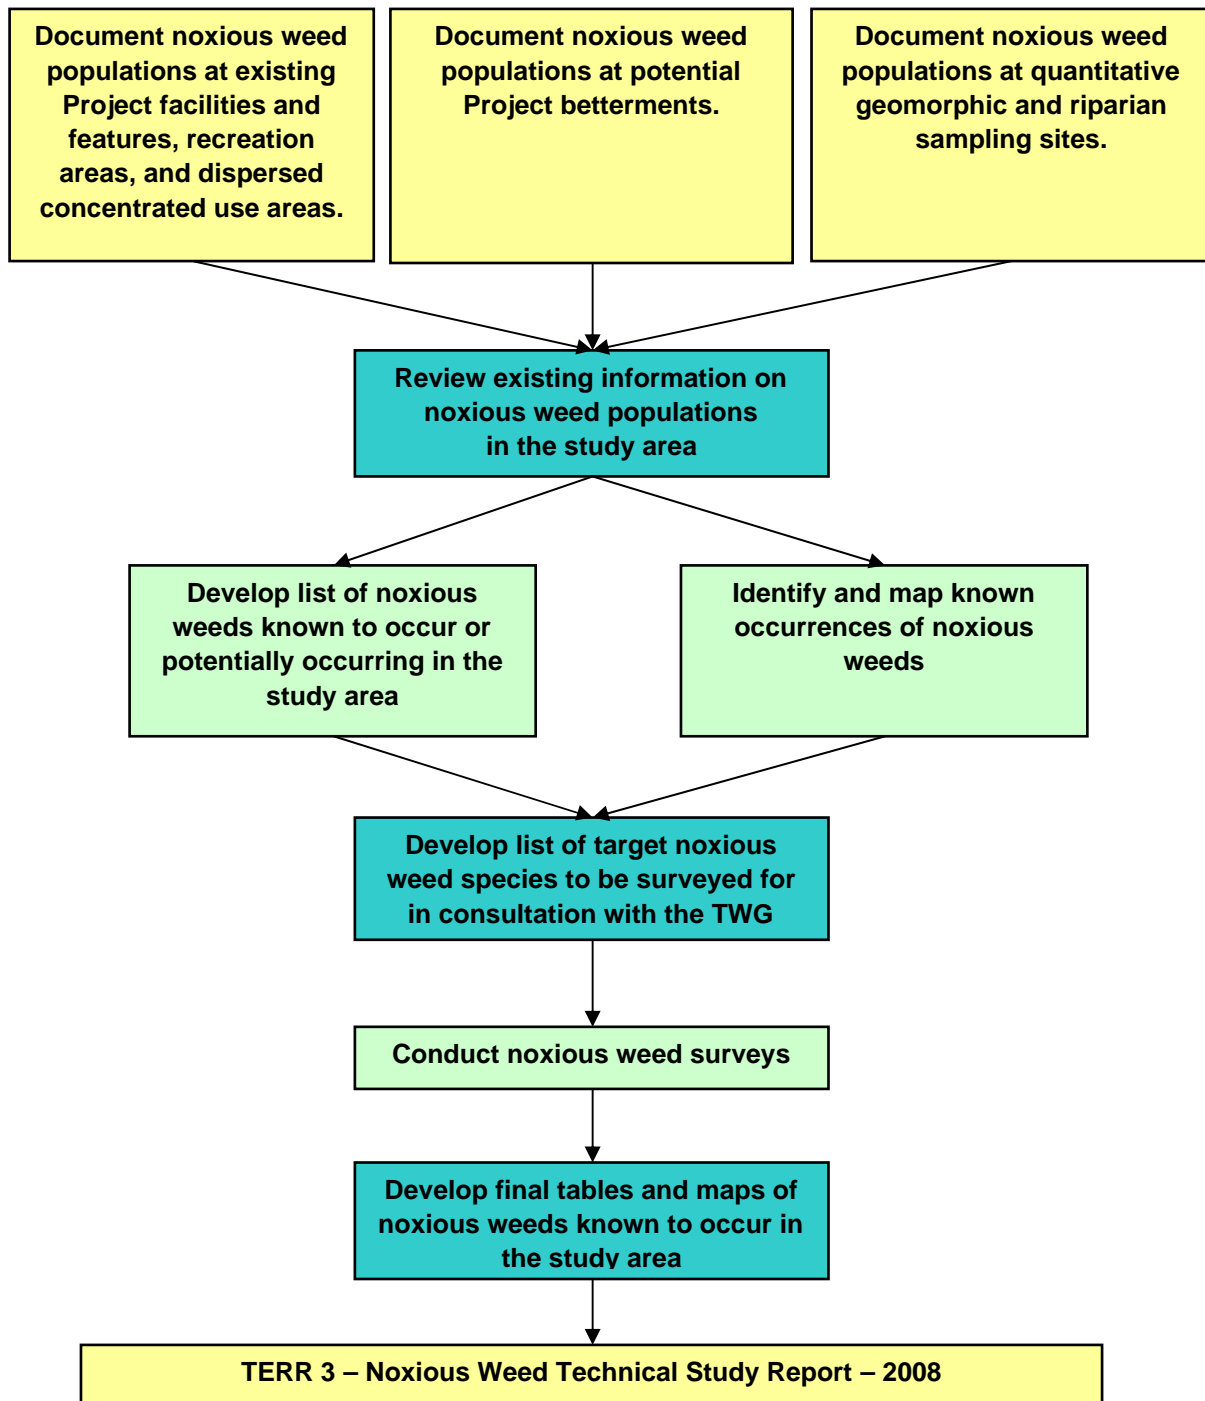 Document noxious weed
populations at existing
Project facilities and
features, recreation
areas, and dispersed
concentrated use areas.
Document noxious weed
populations at potential
Project betterments.
Document noxious weed
populations at quantitative
geomorphic and riparian
sampling sites.
Review existing information on
noxious weed populations
in the study area
Develop list of noxious
weeds known to occur or
potentially occurring in the
study area
Identify and map known
occurrences of noxious
weeds
Develop list of target noxious
weed species to be surveyed for
in consultation with the TWG
Conduct noxious weed surveys
Develop final tables and maps of
noxious weeds known to occur in
the study area
TERR 3 – Noxious Weed Technical Study Report – 2008